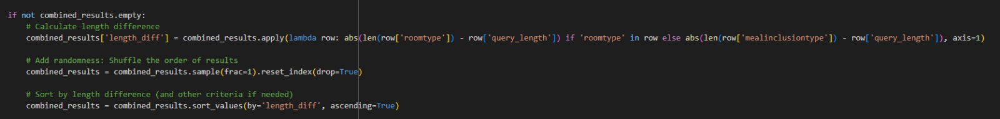 if not combined_results.empty:
    # Calculate length difference
    combined_results['length_diff'] = combined_results.apply(lambda row: abs(len(row['roomtype']) - row['query_length']) if 'roomtype' in row else abs(len(row['mealinclusiontype']) - row['query_length']), axis=1)
    # Add randomness: Shuffle the order of results
    combined_results = combined_results.sample(frac=1).reset_index(drop=True)
    # Sort by length difference (and other criteria if needed)
    combined_results = combined_results.sort_values(by='length_diff', ascending=True)